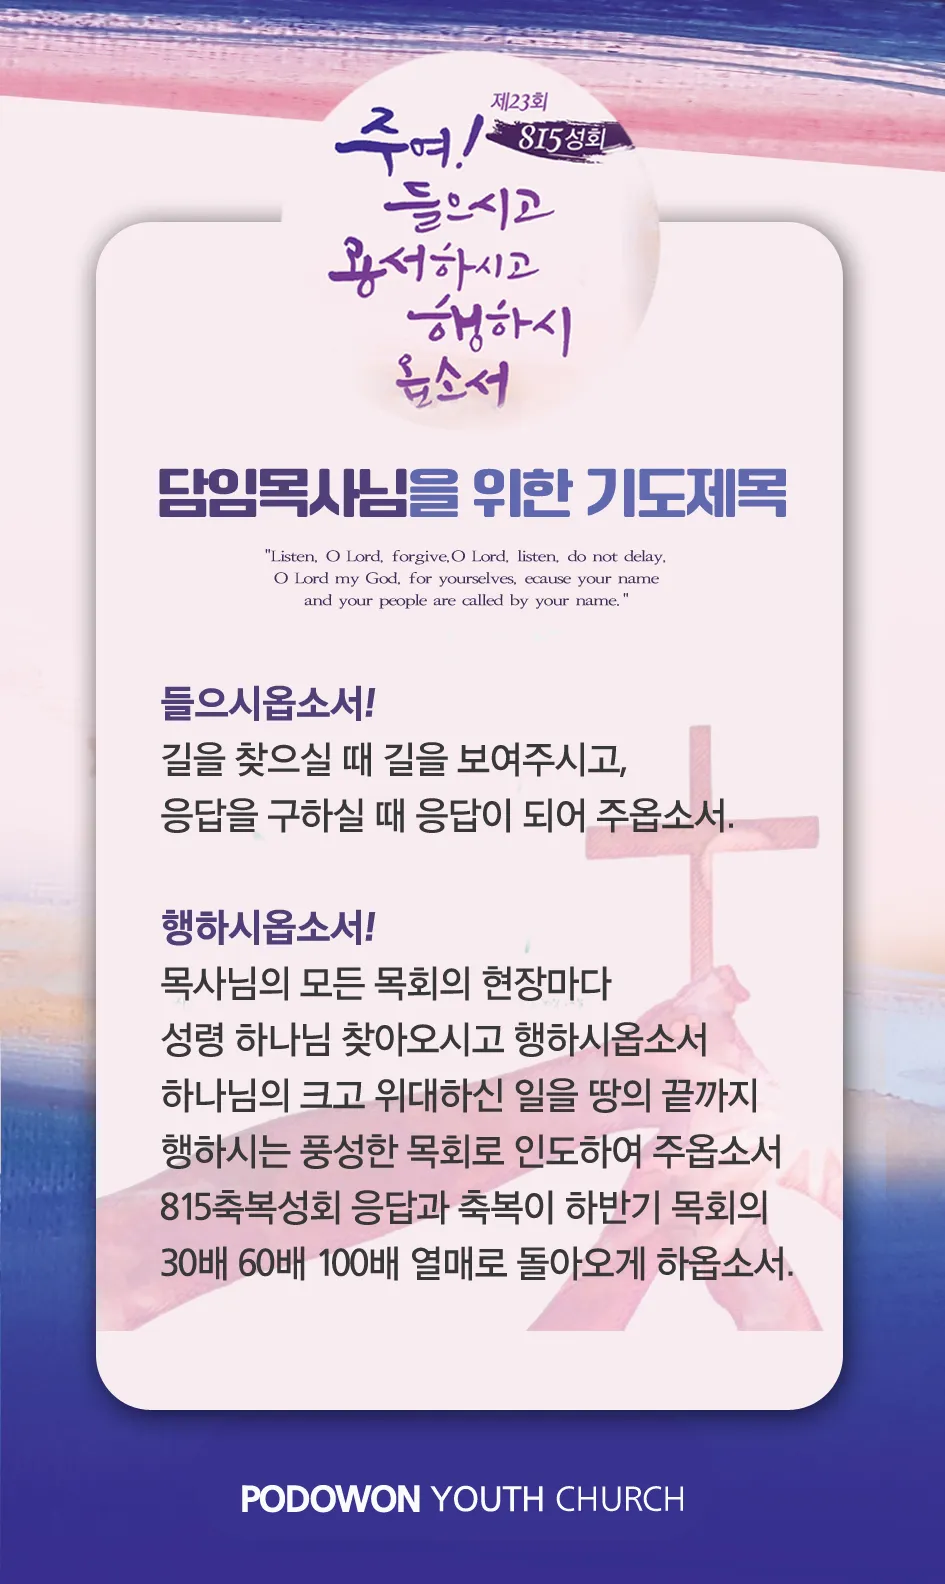 제23회
815성회
주여!
들으시고
용서하시고
행하시
옵소서
담임목사님을 위한 기도제목
"Listen, O Lord, forgive,O Lord, listen, do not delay,
O Lord my God, for yourselves, ecause your name
and your people are called by your name."
들으시옵소서!
길을 찾으실 때 길을 보여주시고,
응답을 구하실 때 응답이 되어 주옵소서.
행하시옵소서!
목사님의 모든 목회의 현장마다
성령 하나님 찾아오시고 행하시옵소서
하나님의 크고 위대하신 일을 땅의 끝까지
행하시는 풍성한 목회로 인도하여 주옵소서
815축복성회 응답과 축복이 하반기 목회의
30배 60배 100배 열매로 돌아오게 하옵소서.
PODOWON YOUTH CHURCH